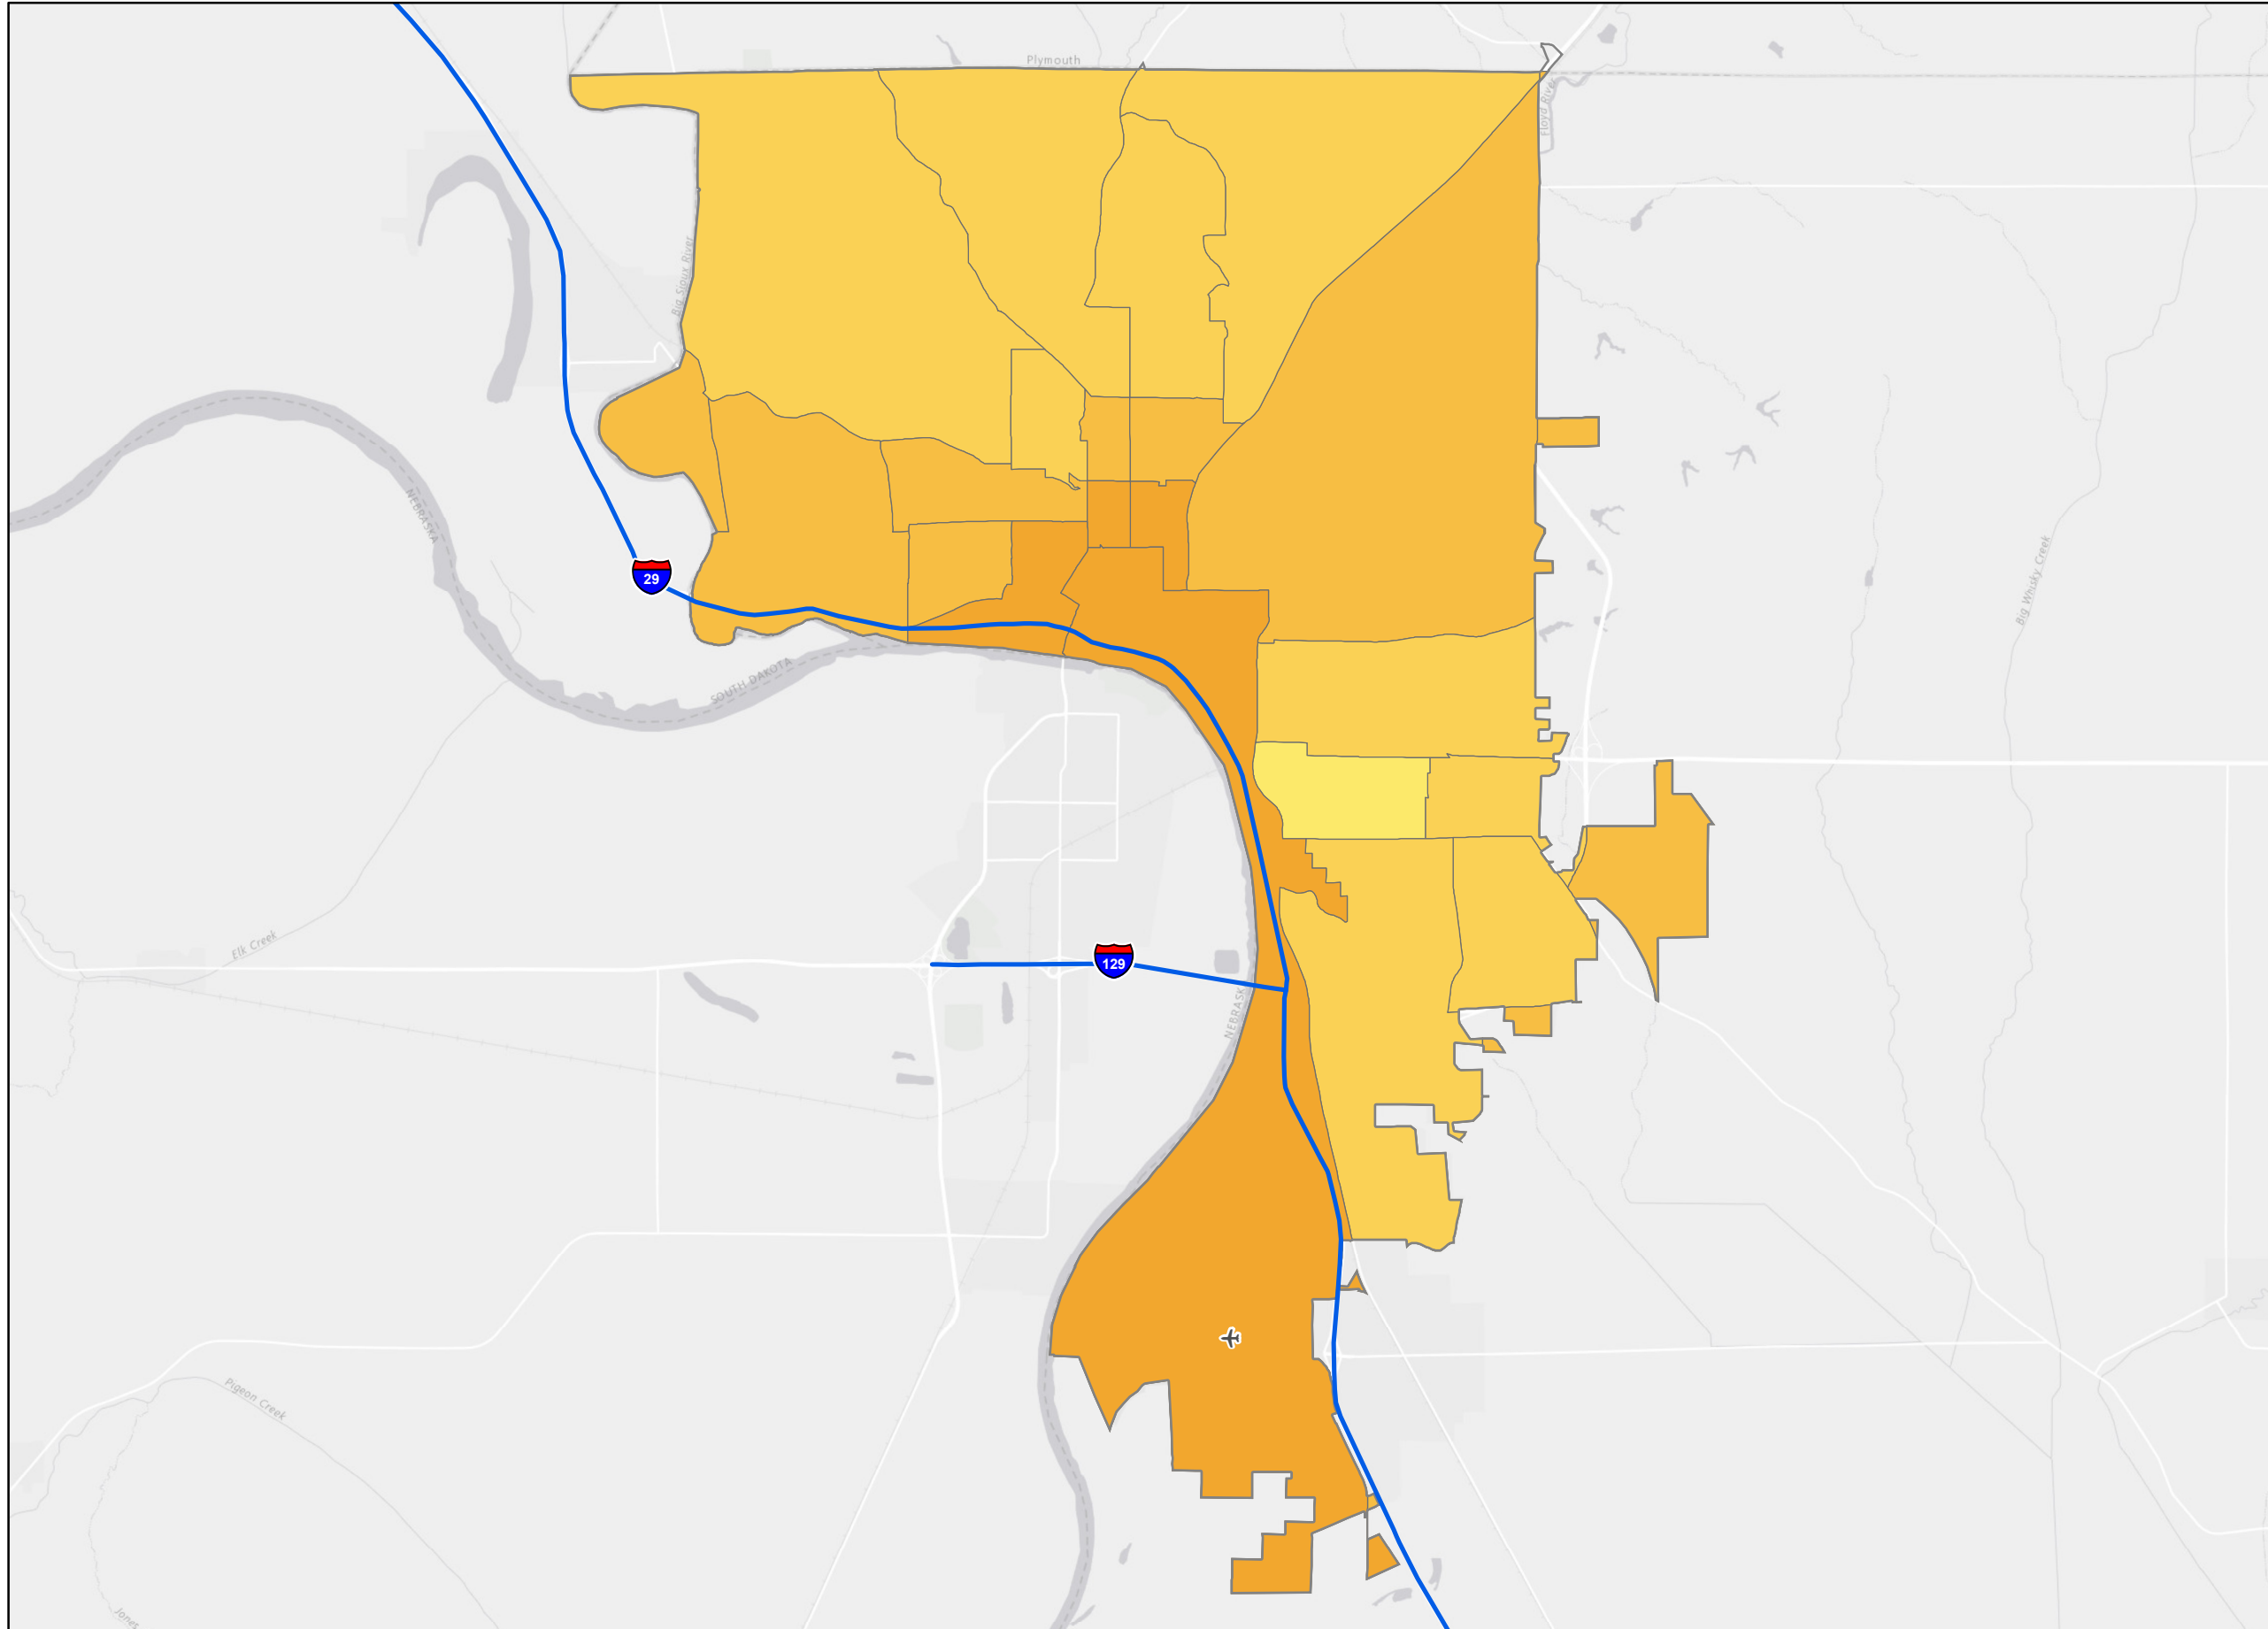 Plymouth
Floyd River
Big Sioux River
NEBRASKA
29
Big Whisky Creek
SOUTH DAKOTA
Elk Creek
129
NEBRASK
Pigeon Creek
Jones